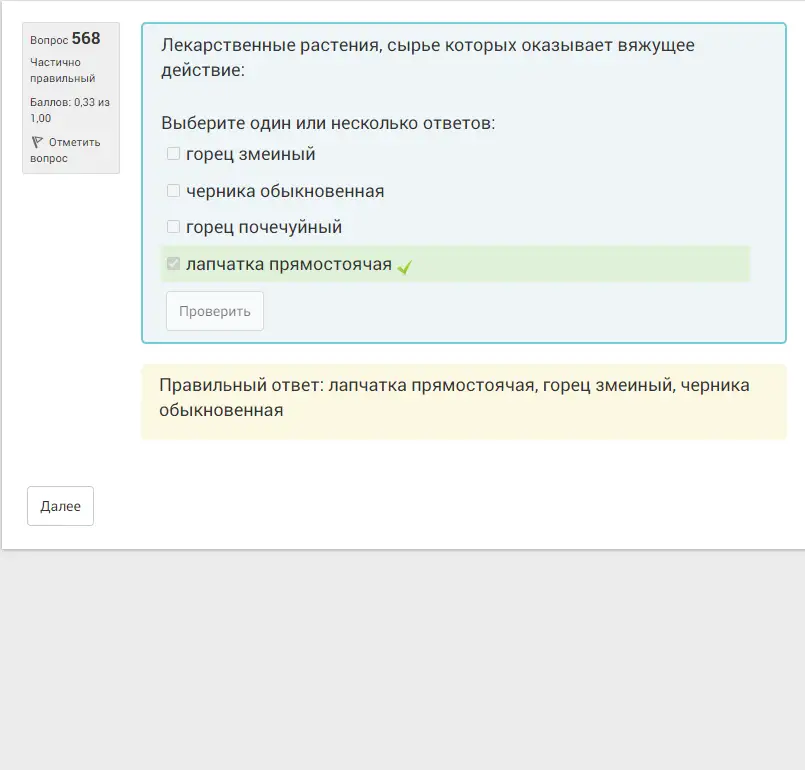 Вопрос 568
Частично
правильный
Баллов: 0,33 из
1,00
Отметить
вопрос
Лекарственные растения, сырье которых оказывает вяжущее
действие:
Выберите один или несколько ответов:
горец змеиный
черника обыкновенная
горец почечуйный
лапчатка прямостоячая
Проверить
Правильный ответ: лапчатка прямостоячая, горец змеиный, черника
обыкновенная
Далее